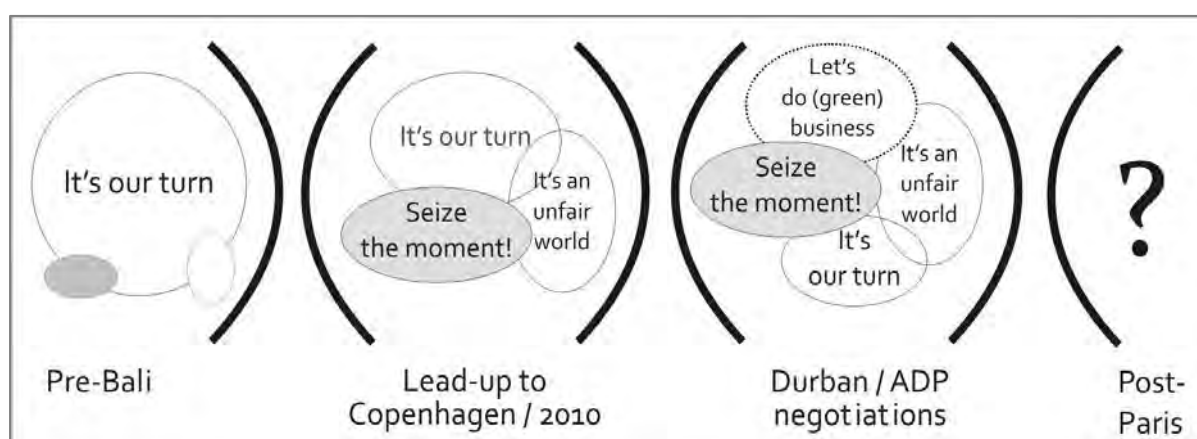 It's our turn
Pre-Bali
It's our turn
Seize
the moment!
It's an
unfair
world
Lead-up to
Copenhagen / 2010
Let's
do (green)
business
Seize
the moment!
It's an
unfair
world
It's
our turn
Durban / ADP
negotiations
?
Post-
Paris